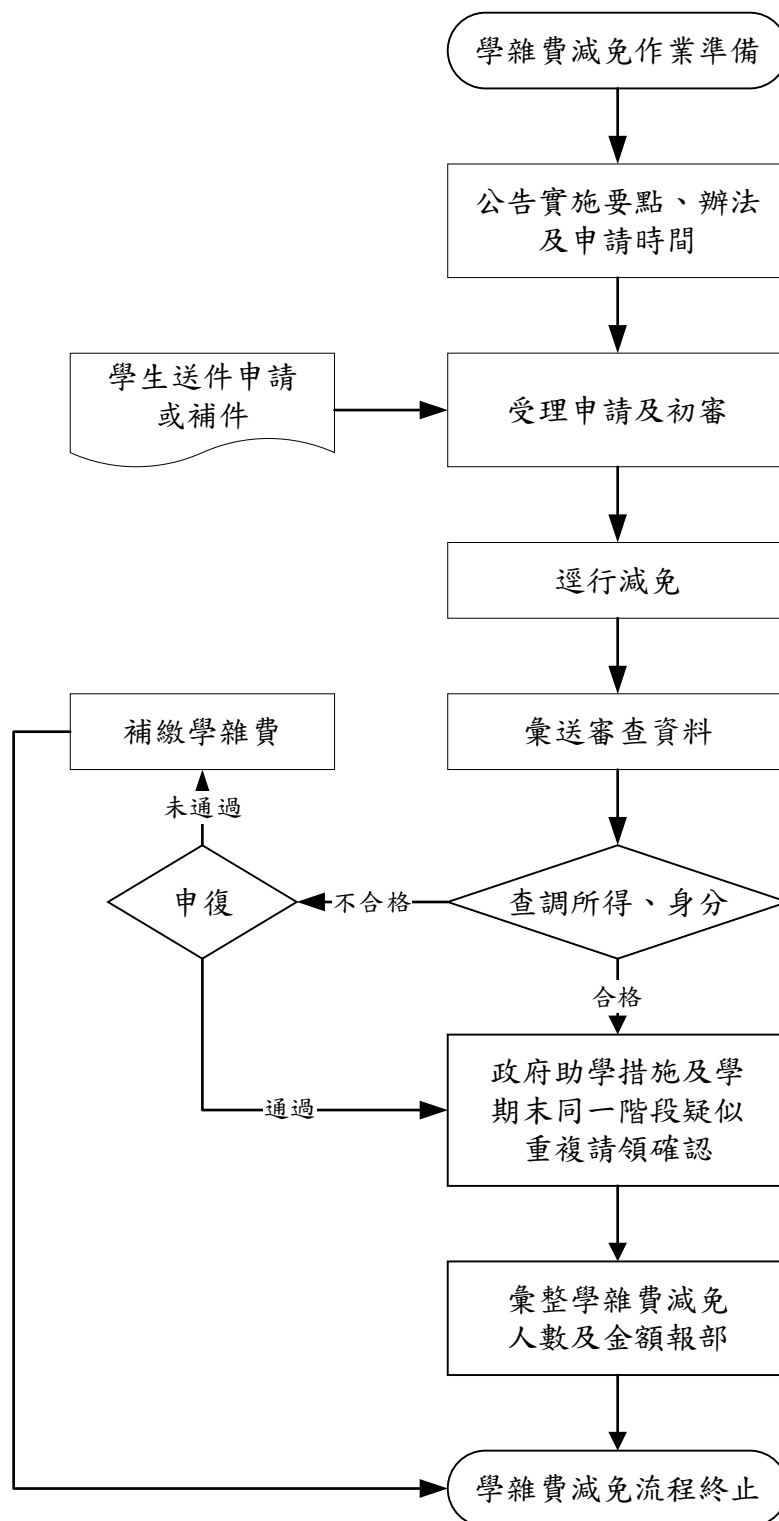 學雜費減免作業準備
公告實施要點、辦法
及申請時間
學生送件申請
或補件
受理申請及初審
逕行減免
補繳學雜費
彙送審查資料
未通過
申復
不合格
查調所得、身分
合格
通過
政府助學措施及學
期末同一階段疑似
重複請領確認
彙整學雜費減免
人數及金額報部
學雜費減免流程終止